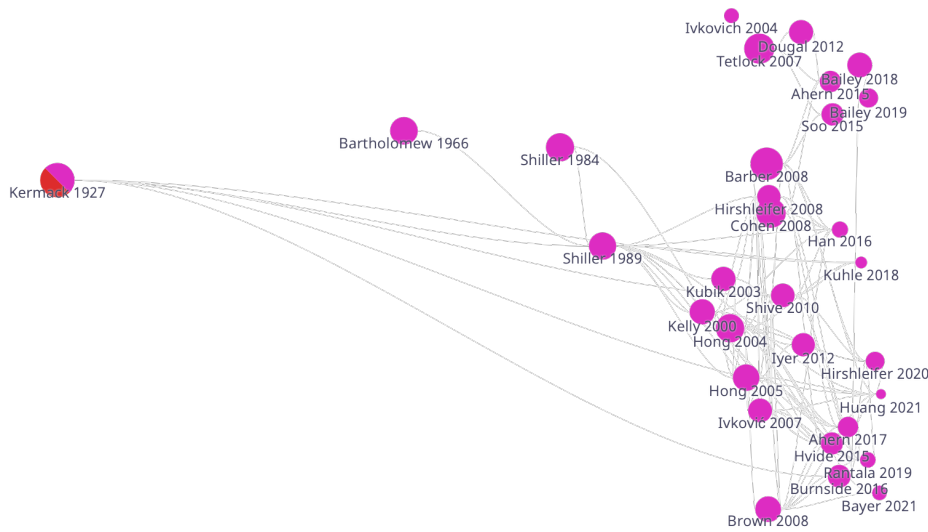 Ivkovich 2004
Dougal 2012
Tetlock 2007
Bailey 2018
Ahern 2015
Bailey 2019
Soo 2015
Bartholomew 1966
Shiller 1984
Barber 2008
Kermack 1927
Hirshleifer 2008
Cohen 2008
Han 2016
Shiller 1989
Kuhle 2018
Kubik 2003
Shive 2010
Kelly 2000
Hong 2004
Iyer 2012
Hirshleifer 2020
Hong 2005
Huang 2021
Ivkovic 2007
Ahern 2017
Hvide 2015
Rantala 2019
Burnside 2016
Bayer 2021
Brown 2008